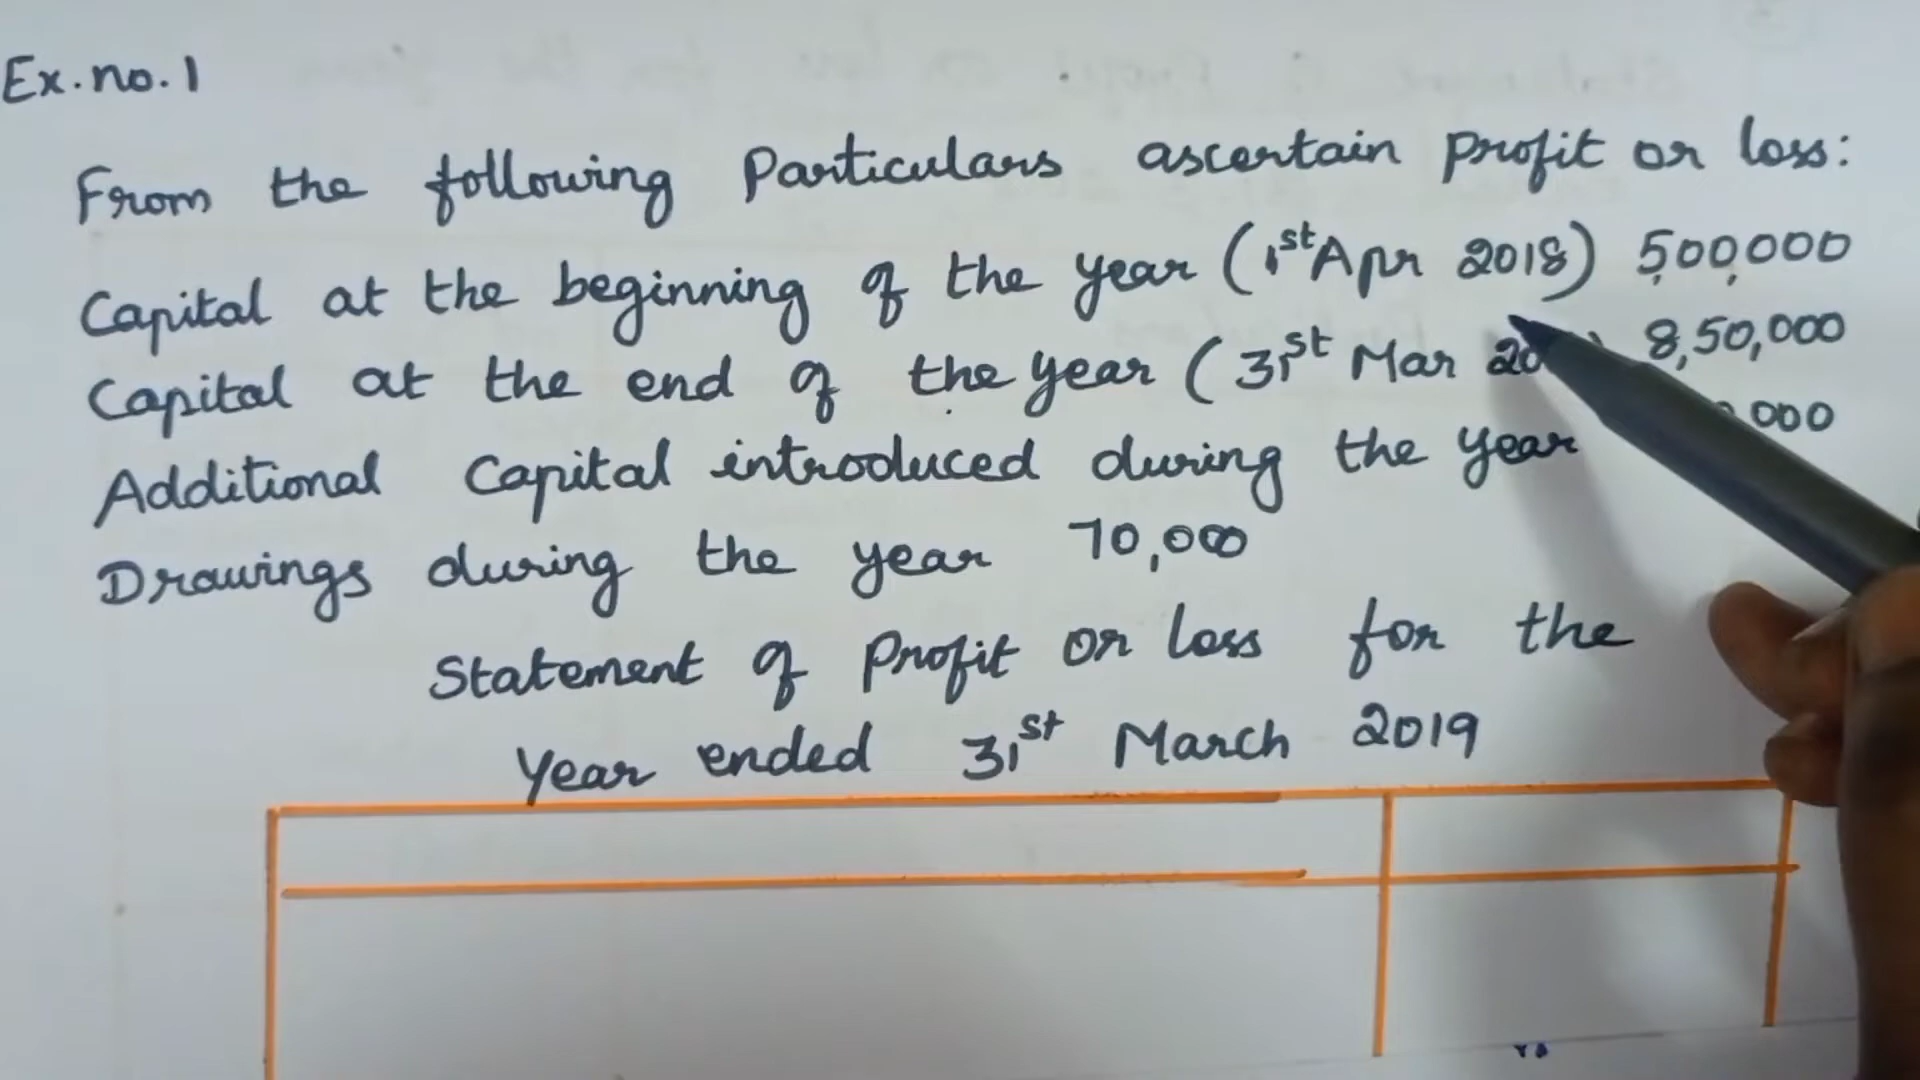 Ex. no. 1
From the following Particulars ascertain profit or loss:
Capital at the beginning of the year (1st Apr 2018) 5,00,000
Capital at the end of the year (31st Mar 8,50,000
Additional Capital introduced during the year 000
Drawings during the year 70,000
Statement of Profit or loss for the
Year ended 31st March 2019